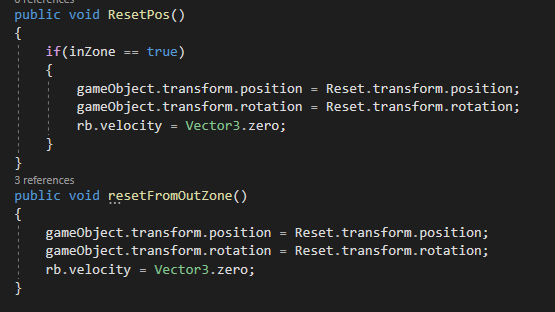 0 references
public void ResetPos()
{
if(inZone == true)
{
gameObject.transform.position = Reset.transform.position;
gameObject.transform.rotation = Reset.transform.rotation;
rb.velocity = Vector3.zero;
}
}
3 references
public void resetFromOutZone()
{
gameObject.transform.position = Reset.transform.position;
gameObject.transform.rotation = Reset.transform.rotation;
rb.velocity = Vector3.zero;
}